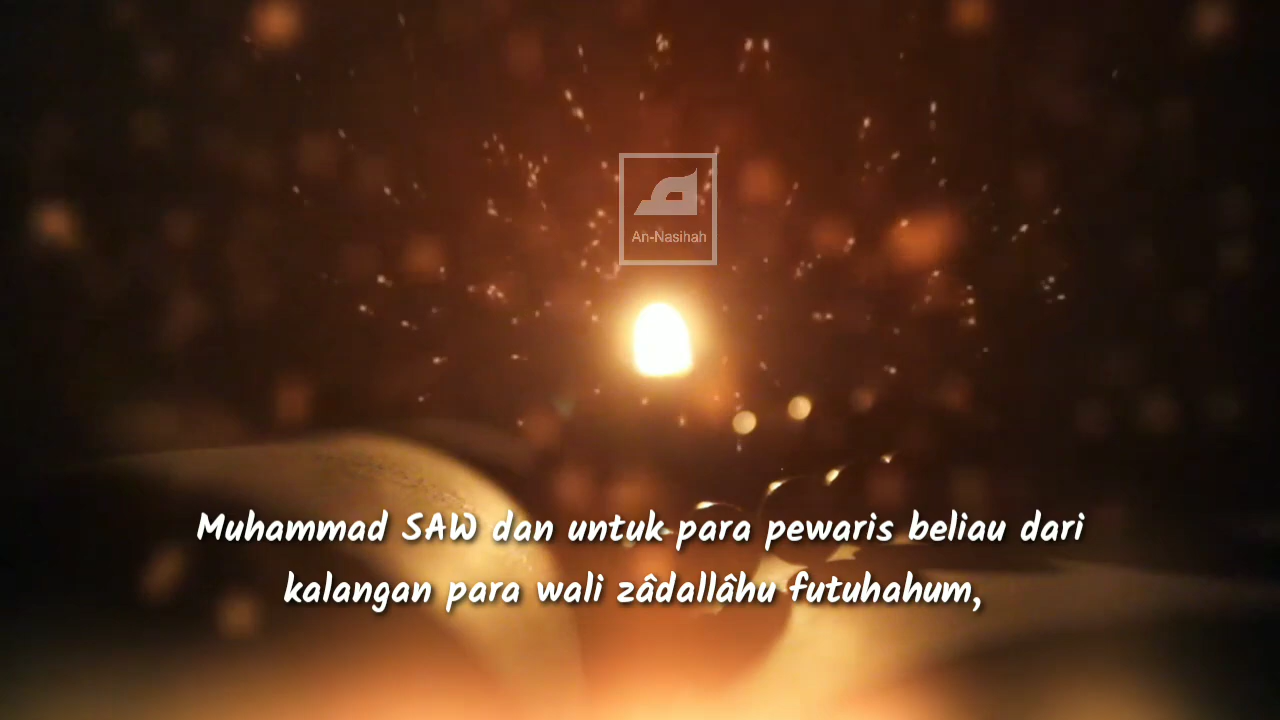 An-Nasihah
Muhammad SAW dan untuk para pewaris beliau dari
kalangan para wali zâdallâhu futuhahum,